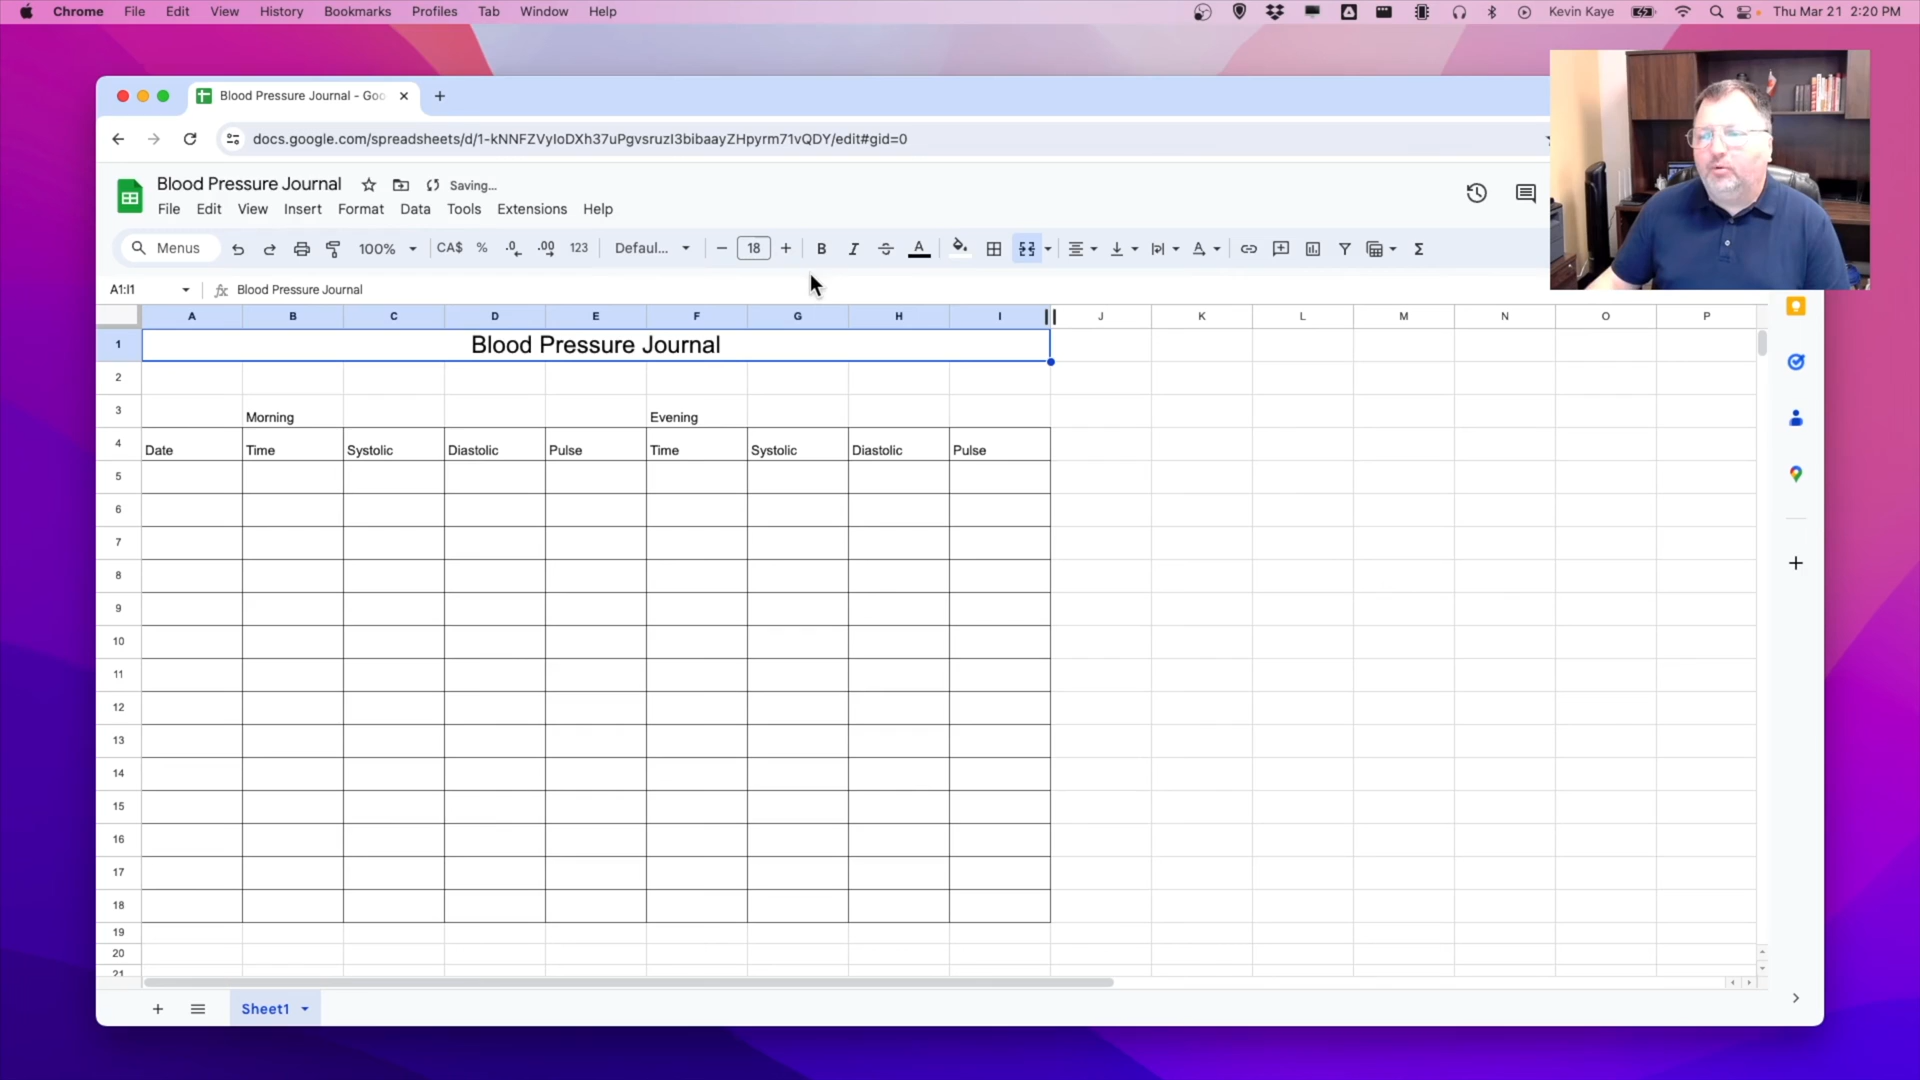 Chrome File Edit View History Bookmarks Profiles Tab Window Help Kevin Kaye Thu Mar 21 2:20 PM
Blood Pressure Journal - Goo
docs.google.com/spreadsheets/d/1-kNNFZVyIoDXh37uPgvsruzI3bibaayZHpyrm71vQDY/edit#gid=0
Blood Pressure Journal Saving...
File Edit View Insert Format Data Tools Extensions Help
Menus 100% CA$ % .0 .00 123 Defaul... 18 B I S A Σ
A1:I1 fx Blood Pressure Journal
A B C D E F G H I J K L M N O P
1 Blood Pressure Journal
2
3 Morning Evening
4 Date Time Systolic Diastolic Pulse Time Systolic Diastolic Pulse
5
6
7
8
9
10
11
12
13
14
15
16
17
18
19
20
21
Sheet1